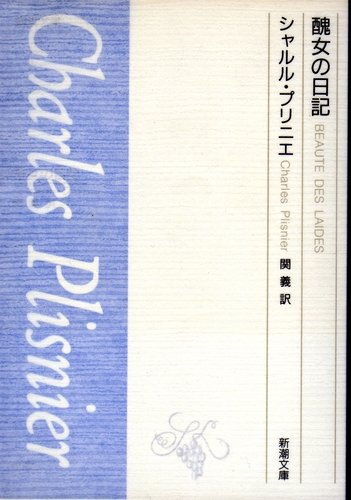 醜女の日記 BEAUTE DES LAIDES
シャルル・プリニエ Charles Plisnier 関義訳
新潮文庫
Charles Plisnier